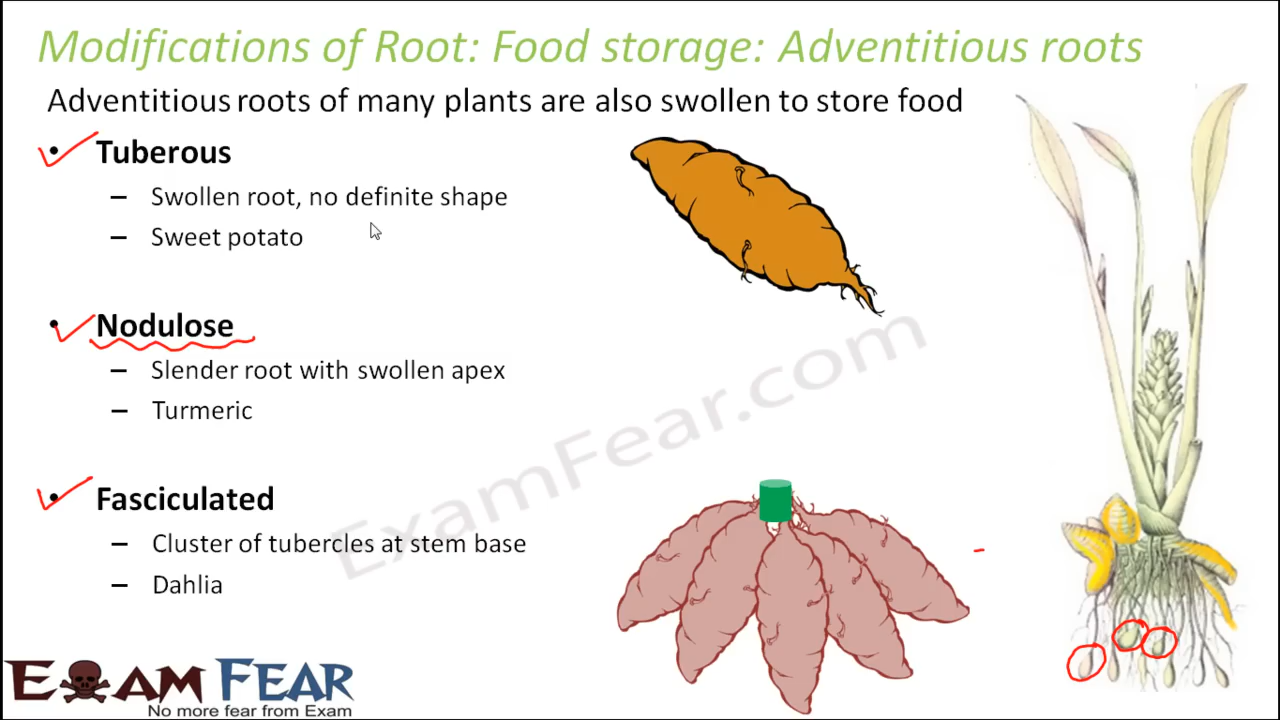 Modifications of Root: Food storage: Adventitious roots
Adventitious roots of many plants are also swollen to store food
• Tuberous
– Swollen root, no definite shape
– Sweet potato
• Nodulose
– Slender root with swollen apex
– Turmeric
• Fasciculated
– Cluster of tubercles at stem base
– Dahlia
ExamFear.com
EXAM FEAR
No more fear from Exam